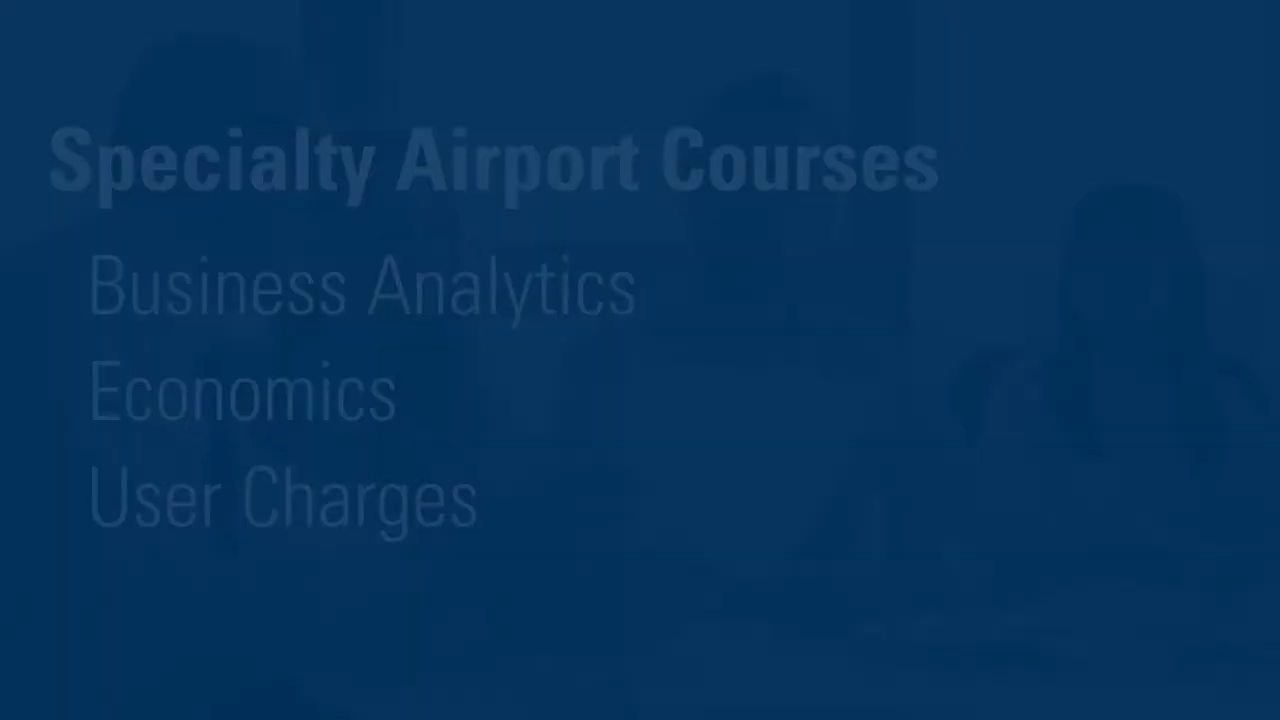 Specialty Airport Courses
Business Analytics
Economics
User Charges